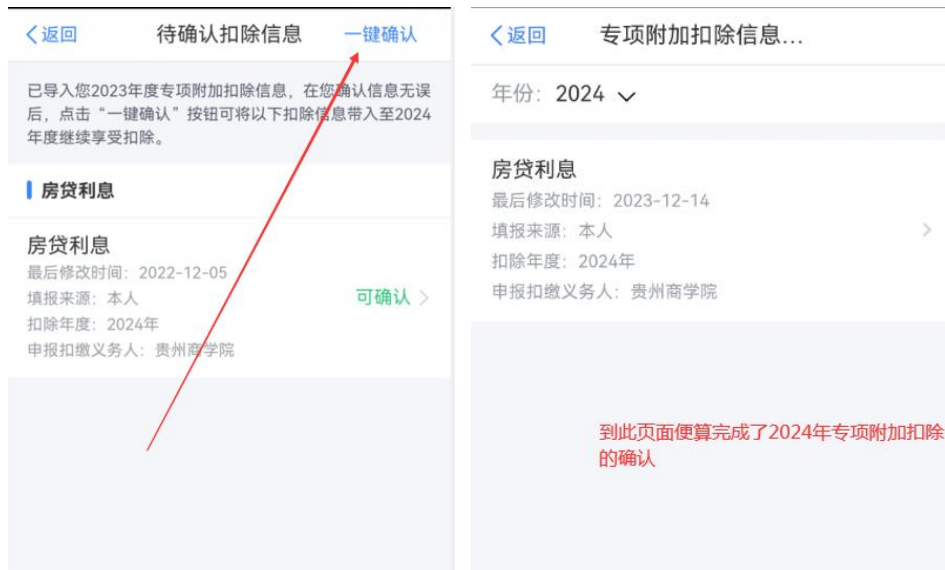 返回
待确认扣除信息
一键确认
已导入您2023年度专项附加扣除信息，在您确认信息无误
后，点击“一键确认”按钮可将以下扣除信息带入至2024
年度继续享受扣除。
房贷利息
房贷利息
最后修改时间：2022-12-05
填报来源：本人
可确认
扣除年度：2024年
申报扣缴义务人：贵州商学院
返回
专项附加扣除信息...
年份：2024
房贷利息
最后修改时间：2023-12-14
填报来源：本人
扣除年度：2024年
申报扣缴义务人：贵州商学院
到此页面便算完成了2024年专项附加扣除
的确认